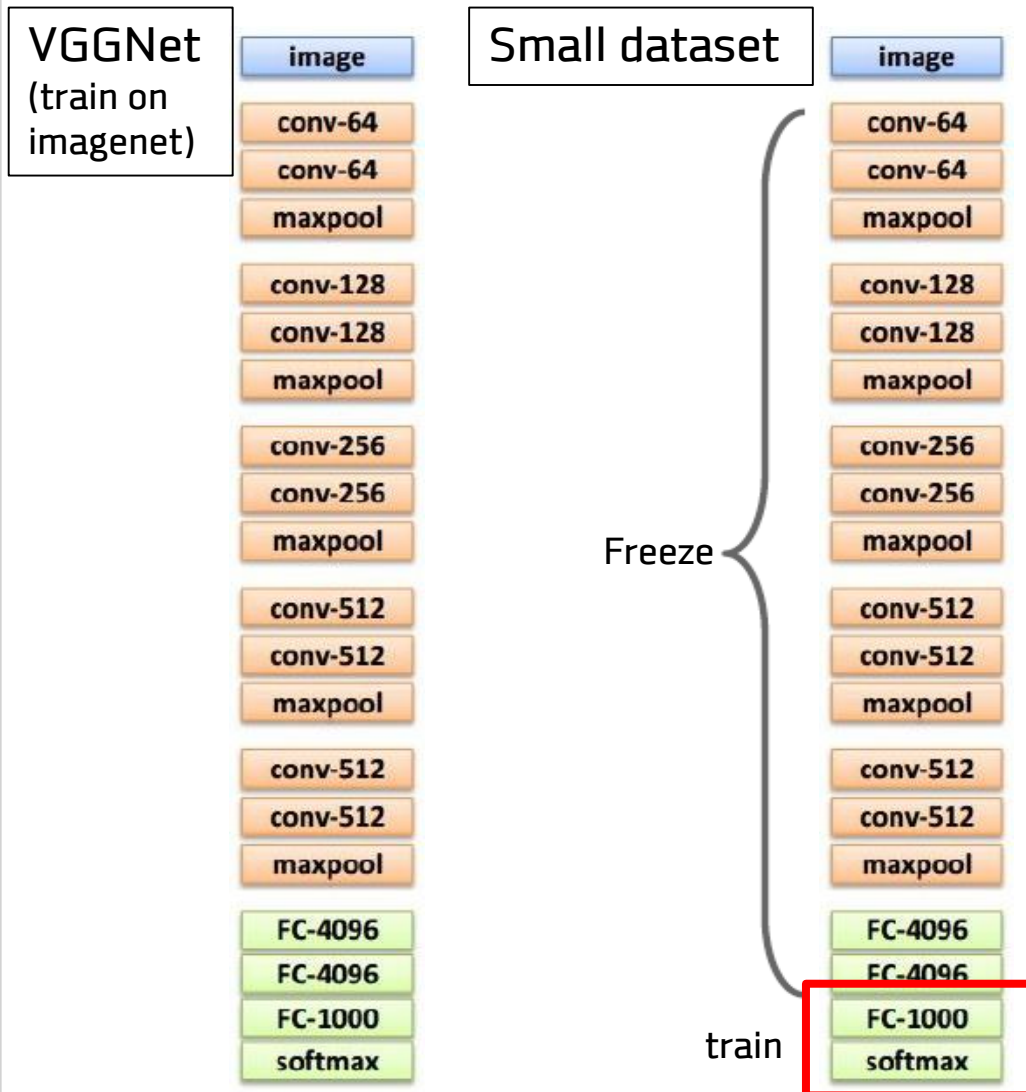 VGGNet
(train on
imagenet)
image
conv-64
conv-64
maxpool
conv-128
conv-128
maxpool
conv-256
conv-256
maxpool
conv-512
conv-512
maxpool
conv-512
conv-512
maxpool
FC-4096
FC-4096
FC-1000
softmax
Small dataset
image
conv-64
conv-64
maxpool
conv-128
conv-128
maxpool
conv-256
conv-256
maxpool
Freeze
conv-512
conv-512
maxpool
conv-512
conv-512
maxpool
FC-4096
FC-4096
FC-1000
train
softmax